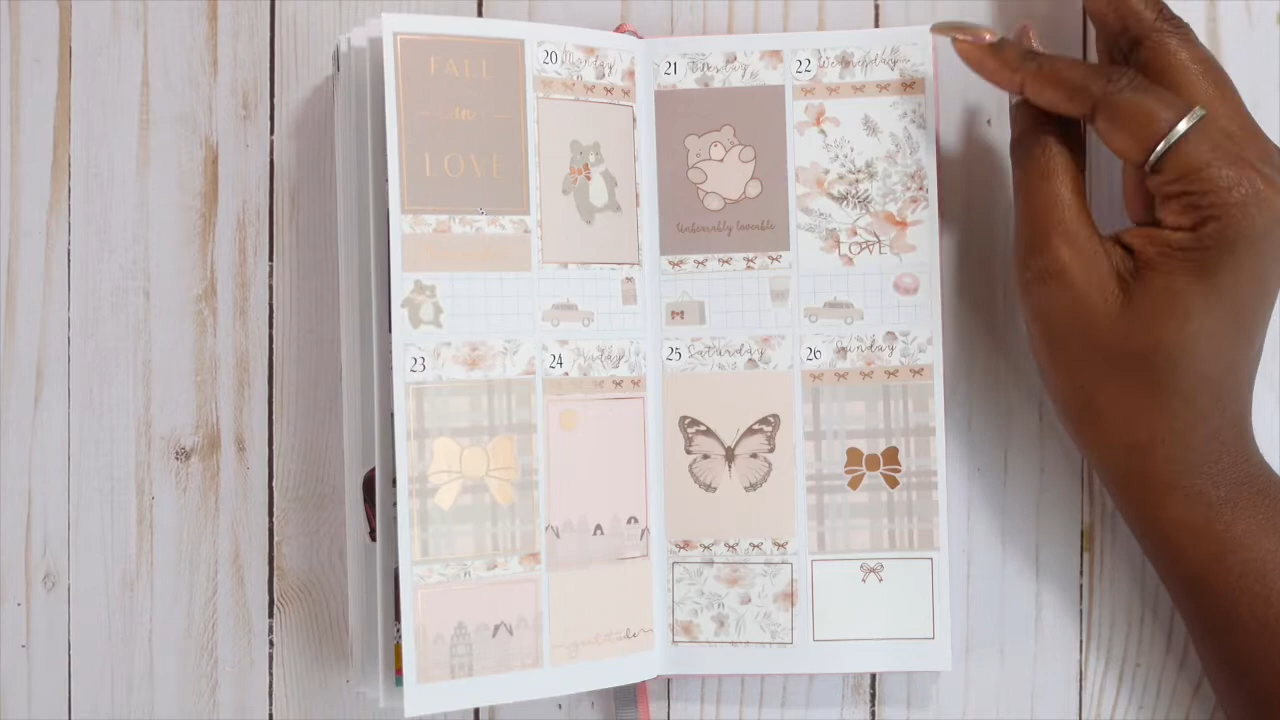 FALL
in
LOVE
20 Monday
21 Tuesday
Unbearably loveable
22 Wednesday
LOVE
23
24 Friday
25 Saturday
26 Sunday